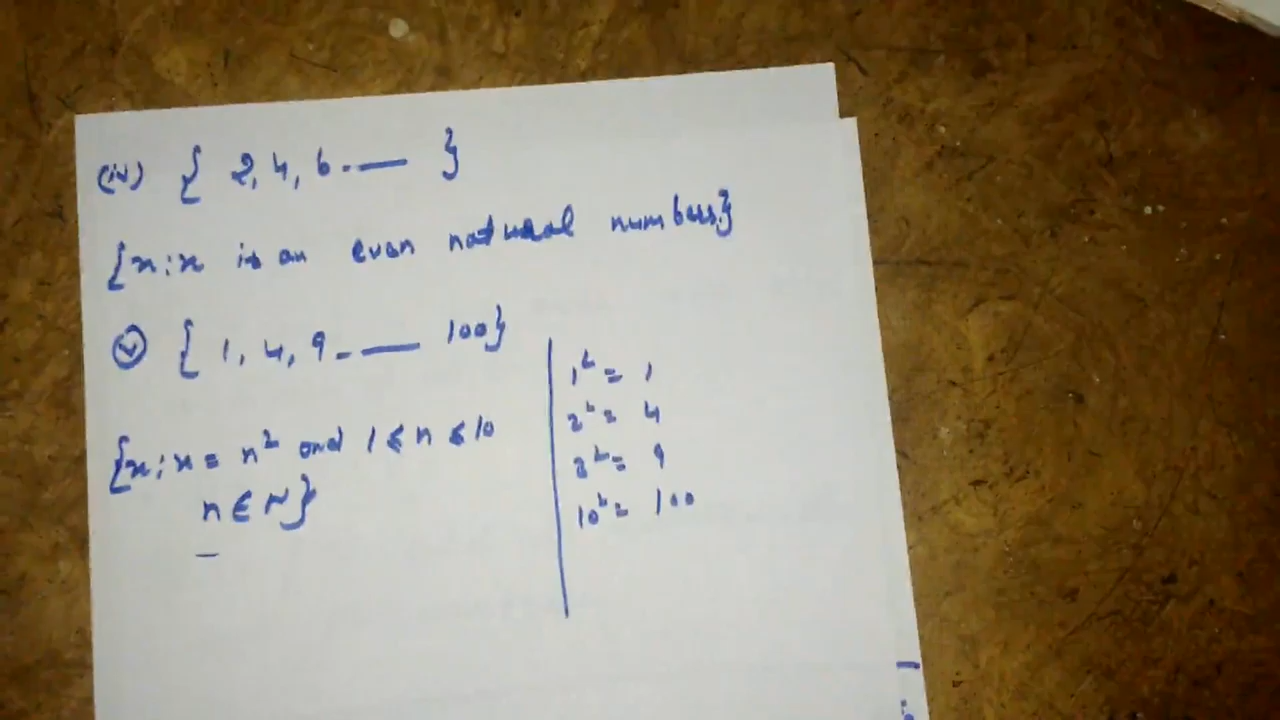 (iv) { 2, 4, 6 .— }
{x : x is an even natural numbers}
(v) { 1, 4, 9 -— 100}
{x : x = n² and 1 ≤ n ≤ 10
n ∈ N}
1² = 1
2² = 4
3² = 9
10² = 100